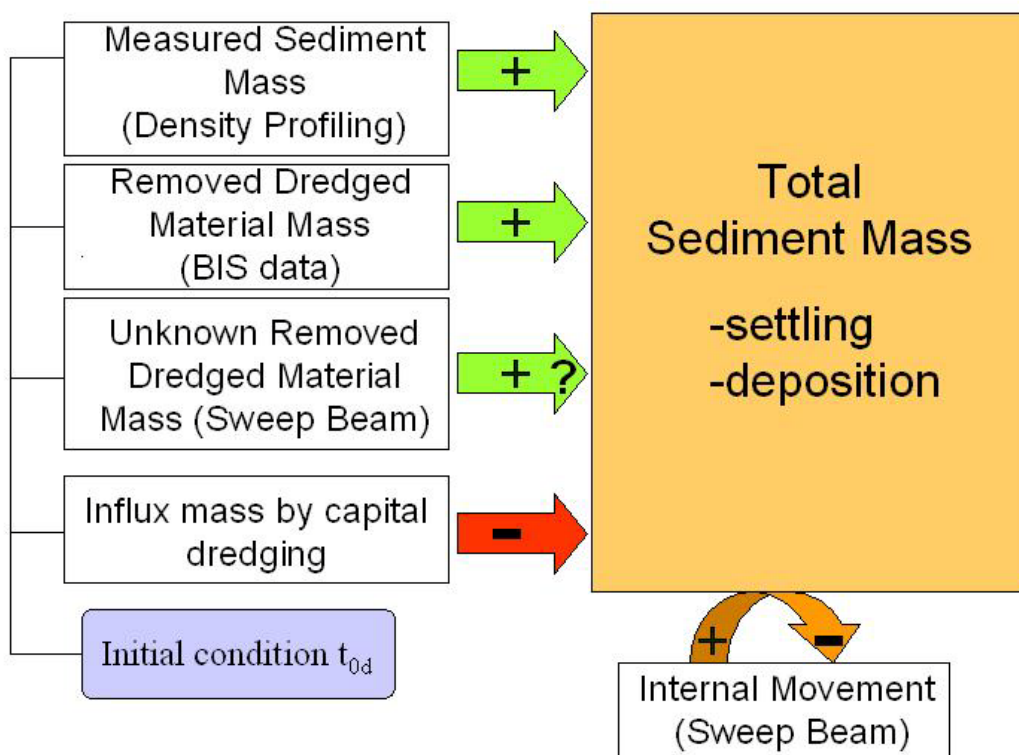 Measured Sediment
Mass
(Density Profiling)
+
Removed Dredged
Material Mass
(BIS data)
+
Unknown Removed
Dredged Material
Mass (Sweep Beam)
+ ?
Influx mass by capital
dredging
-
Initial condition t0d
Total
Sediment Mass
-settling
-deposition
+
-
Internal Movement
(Sweep Beam)